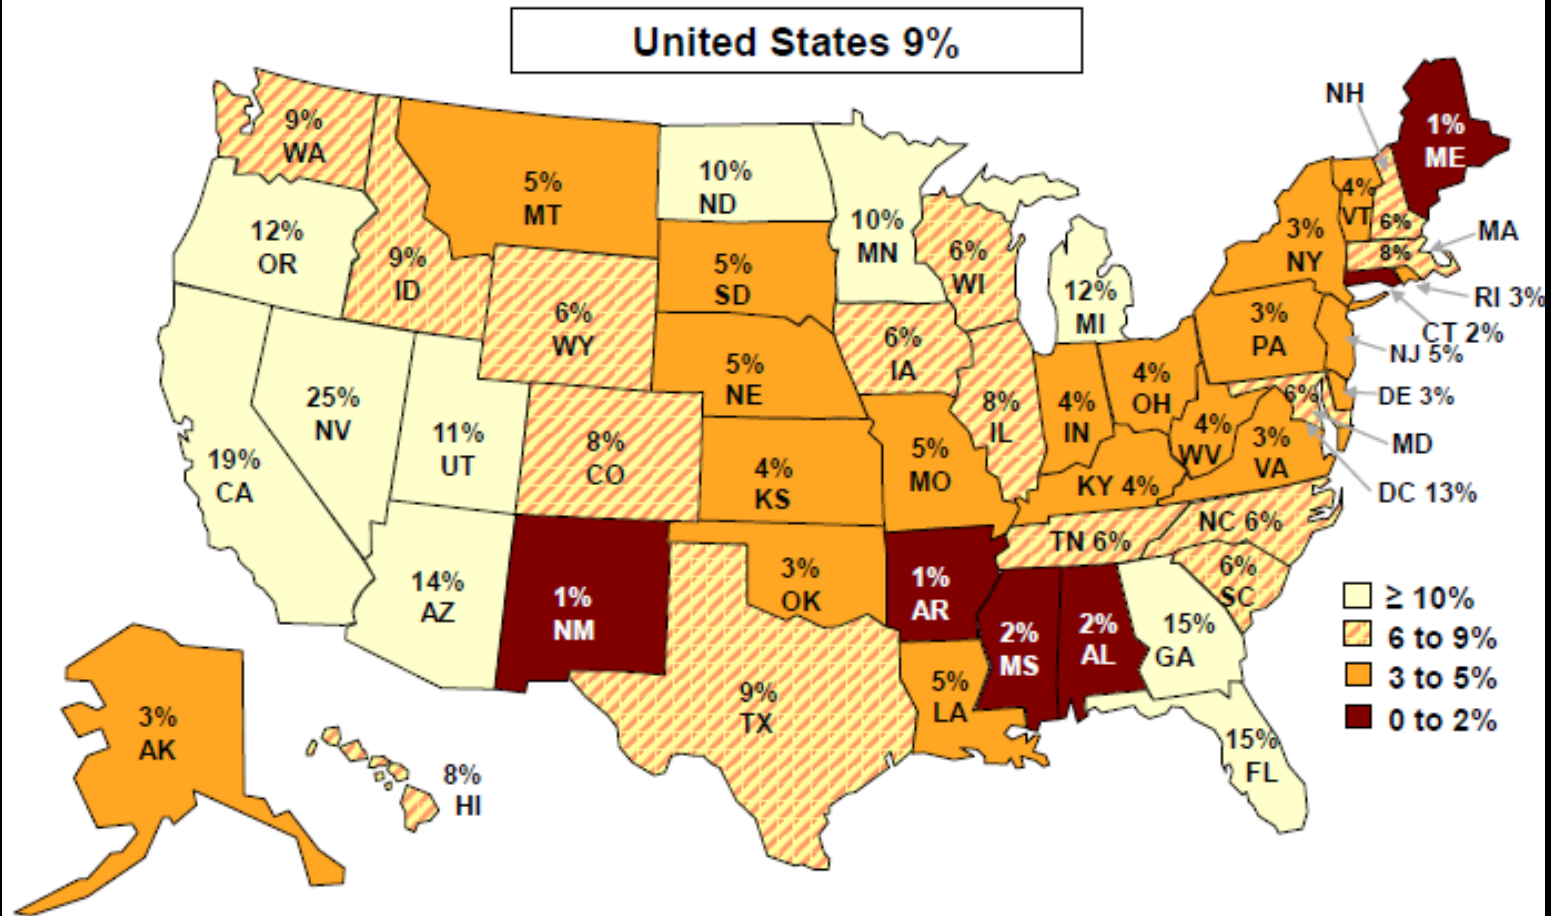 United States 9%
9%
WA
12%
OR
9%
ID
5%
MT
10%
ND
10%
MN
5%
SD
6%
WI
12%
MI
6%
WY
5%
NE
6%
IA
8%
IL
4%
IN
4%
OH
3%
PA
3%
NY
4%
VT
NH
6%
1%
ME
MA
8%
RI 3%
CT 2%
NJ 5%
DE 3%
6%
MD
DC 13%
4%
WV
3%
VA
KY 4%
NC 6%
TN 6%
6%
SC
19%
CA
25%
NV
11%
UT
8%
CO
4%
KS
5%
MO
14%
AZ
1%
NM
3%
OK
1%
AR
2%
MS
2%
AL
15%
GA
9%
TX
5%
LA
15%
FL
3%
AK
8%
HI
≥ 10%
6 to 9%
3 to 5%
0 to 2%